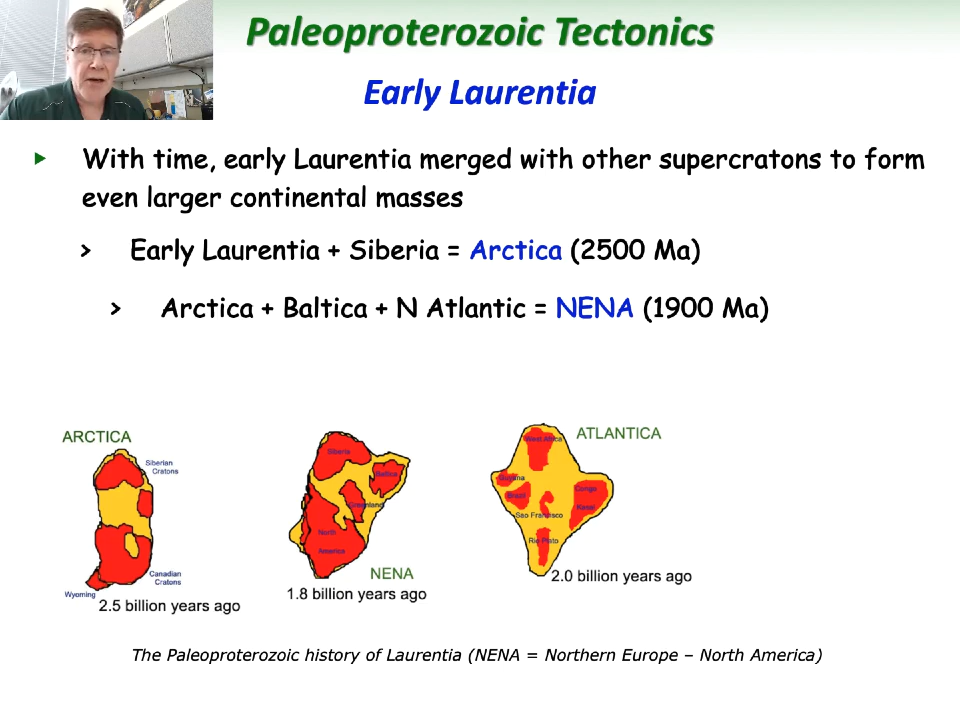 Paleoproterozoic Tectonics
Early Laurentia
With time, early Laurentia merged with other supercratons to form
even larger continental masses
> Early Laurentia + Siberia = Arctica (2500 Ma)
> Arctica + Baltica + N Atlantic = NENA (1900 Ma)
ARCTICA
Siberian
Cratons
Canadian
Cratons
Wyoming
2.5 billion years ago
Siberia
Baltica
Greenland
North
America
NENA
1.8 billion years ago
ATLANTICA
West Africa
Guyana
Brazil
Congo
Kasai
Sao Francisco
Rio Plato
2.0 billion years ago
The Paleoproterozoic history of Laurentia (NENA = Northern Europe – North America)